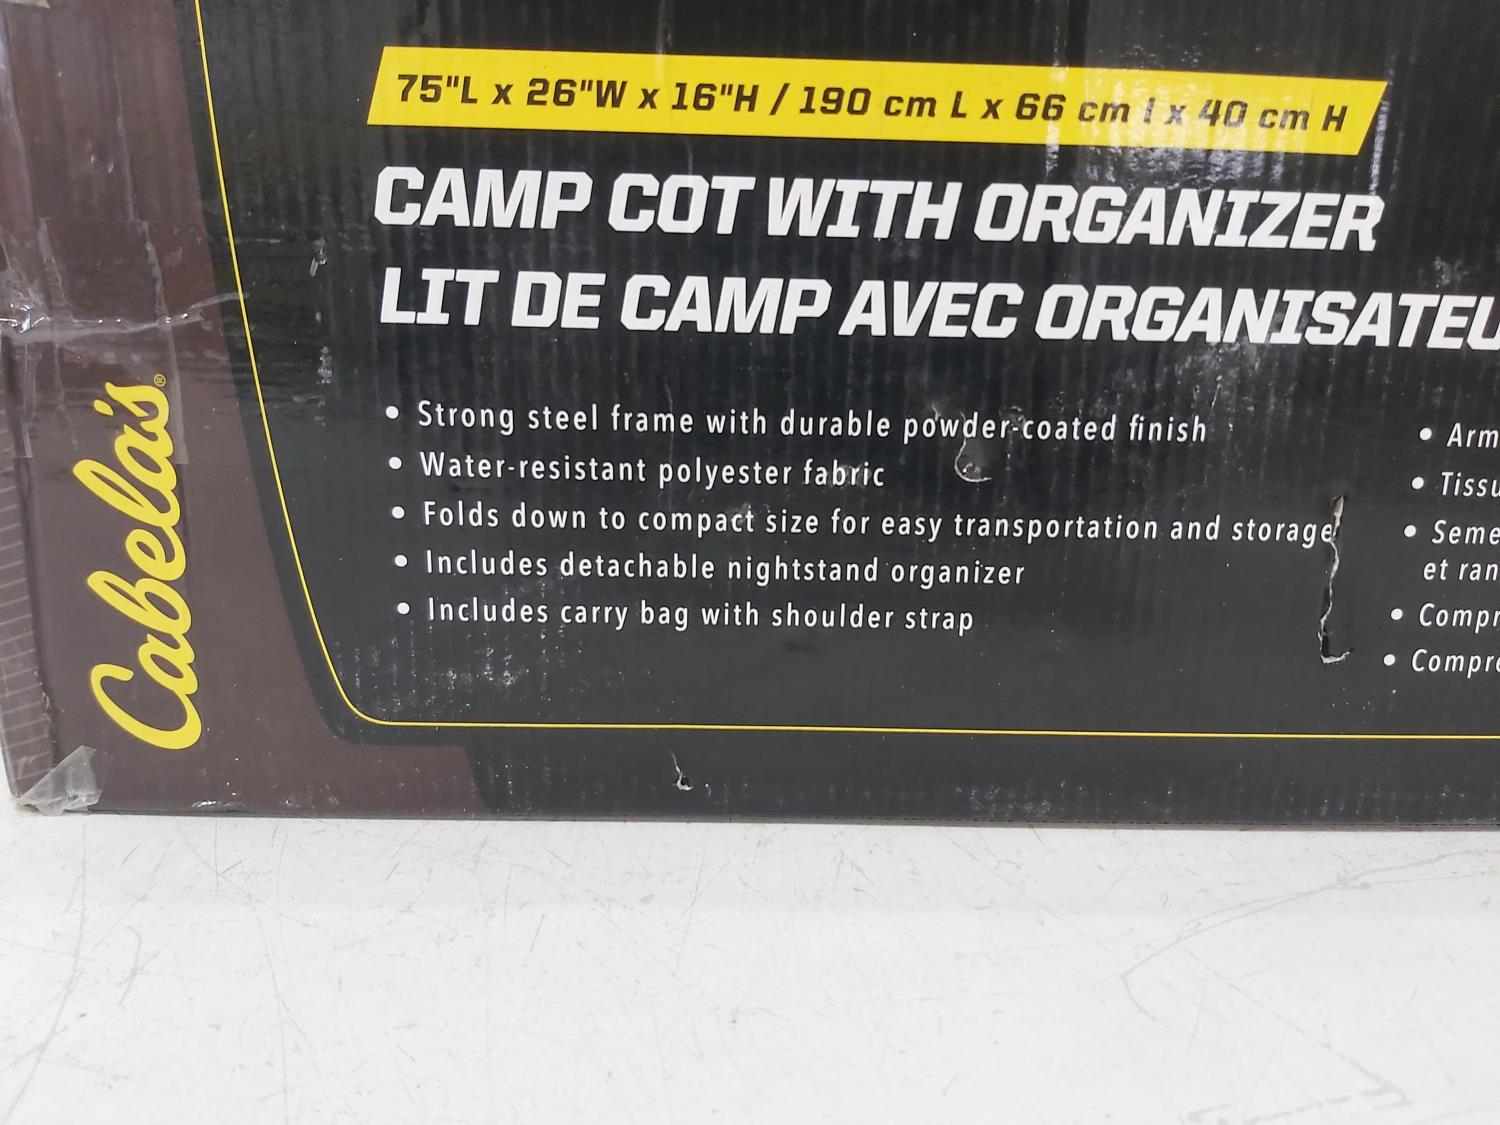 75"L x 26"W x 16"H / 190 cm L x 66 cm l x 40 cm H
CAMP COT WITH ORGANIZER
LIT DE CAMP AVEC ORGANISATEU
• Strong steel frame with durable powder-coated finish
• Water-resistant polyester fabric
• Folds down to compact size for easy transportation and storage
• Includes detachable nightstand organizer
• Includes carry bag with shoulder strap
• Arm
• Tissu
• Seme
et ran
• Compr
• Compre
Cabela's®